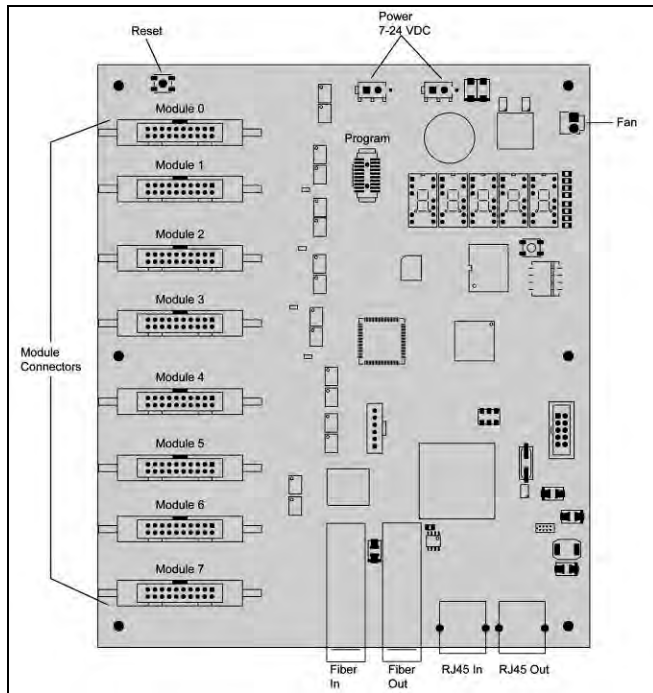 Power
7-24 VDC
Reset
Module 0
Fan
Program
Module 1
Module 2
Module 3
Module
Connectors
Module 4
Module 5
Module 6
Module 7
Fiber
In
Fiber
Out
RJ45 In
RJ45 Out